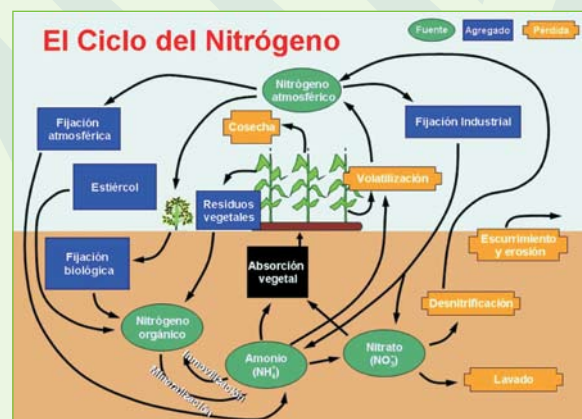 El Ciclo del Nitrógeno
Fuente
Agregado
Pérdida
Nitrógeno
atmosférico
Fijación
atmosférica
Cosecha
Fijación Industrial
Estiércol
Residuos
vegetales
Volatilización
Fijación
biológica
Absorción
vegetal
Escurrimiento
y erosión
Desnitrificación
Nitrógeno
orgánico
Inmovilización
Mineralización
Amonio
(NH₄⁺)
Nitrato
(NO₃⁻)
Lavado